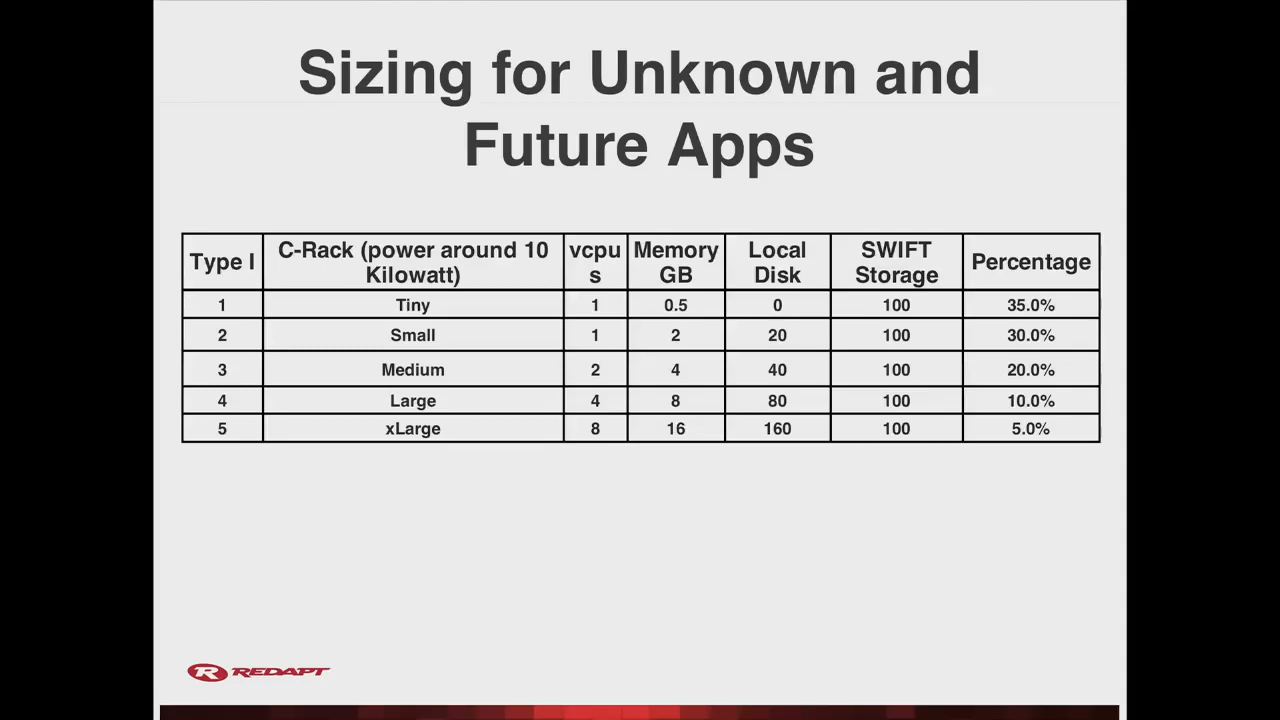 Sizing for Unknown and
Future Apps
Type I C-Rack (power around 10 Kilowatt) vcpu s Memory GB Local Disk SWIFT Storage Percentage
1 Tiny 1 0.5 0 100 35.0%
2 Small 1 2 20 100 30.0%
3 Medium 2 4 40 100 20.0%
4 Large 4 8 80 100 10.0%
5 xLarge 8 16 160 100 5.0%
R REDAPT